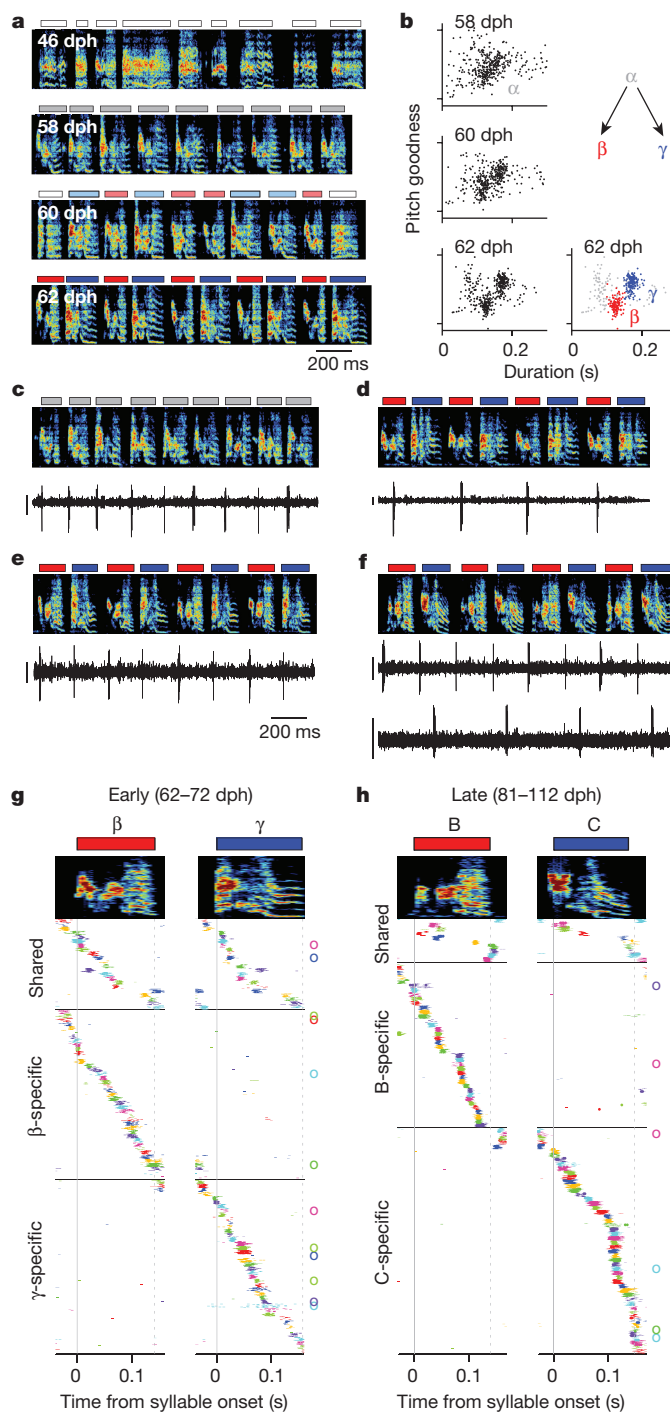 a
46 dph
58 dph
60 dph
62 dph
200 ms
b
58 dph
α
60 dph
62 dph
Pitch goodness
0
0.2
α
β
γ
62 dph
γ
β
0
0.2
Duration (s)
c
d
e
f
200 ms
g
Early (62–72 dph)
β
γ
Shared
β-specific
γ-specific
0
0.1
0
0.1
Time from syllable onset (s)
h
Late (81–112 dph)
B
C
Shared
B-specific
C-specific
0
0.1
0
0.1
Time from syllable onset (s)